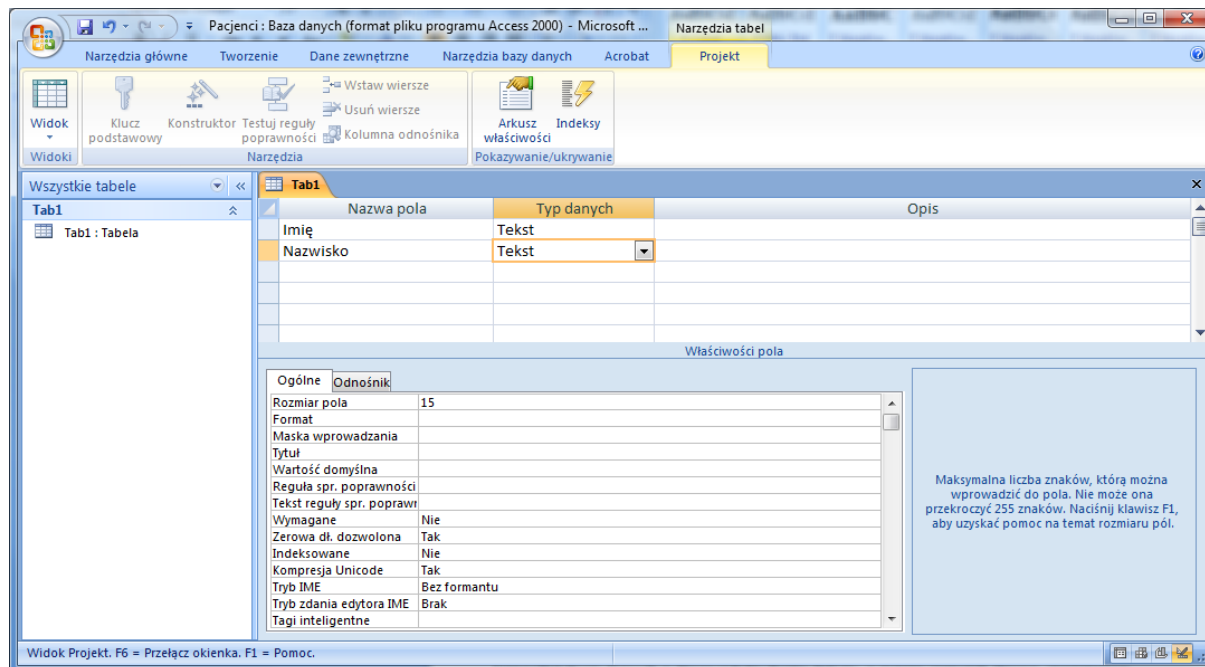 Pacjenci : Baza danych (format pliku programu Access 2000) - Microsoft ...
Narzędzia tabel
Narzędzia główne Tworzenie Dane zewnętrzne Narzędzia bazy danych Acrobat Projekt
Widok
Klucz podstawowy
Konstruktor
Testuj reguły poprawności
Wstaw wiersze
Usuń wiersze
Kolumna odnośnika
Arkusz właściwości
Indeksy
Widoki Narzędzia Pokazywanie/ukrywanie
Wszystkie tabele
Tab1
Tab1 : Tabela
Tab1
Nazwa pola Typ danych Opis
Imię Tekst
Nazwisko Tekst
Właściwości pola
Ogólne Odnośnik
Rozmiar pola 15
Format
Maska wprowadzania
Tytuł
Wartość domyślna
Reguła spr. poprawności
Tekst reguły spr. popraw
Wymagane Nie
Zerowa dł. dozwolona Tak
Indeksowane Nie
Kompresja Unicode Tak
Tryb IME Bez formantu
Tryb zdania edytora IME Brak
Tagi inteligentne
Maksymalna liczba znaków, którą można
wprowadzić do pola. Nie może ona
przekroczyć 255 znaków. Naciśnij klawisz F1,
aby uzyskać pomoc na temat rozmiaru pól.
Widok Projekt. F6 = Przełącz okienka. F1 = Pomoc.